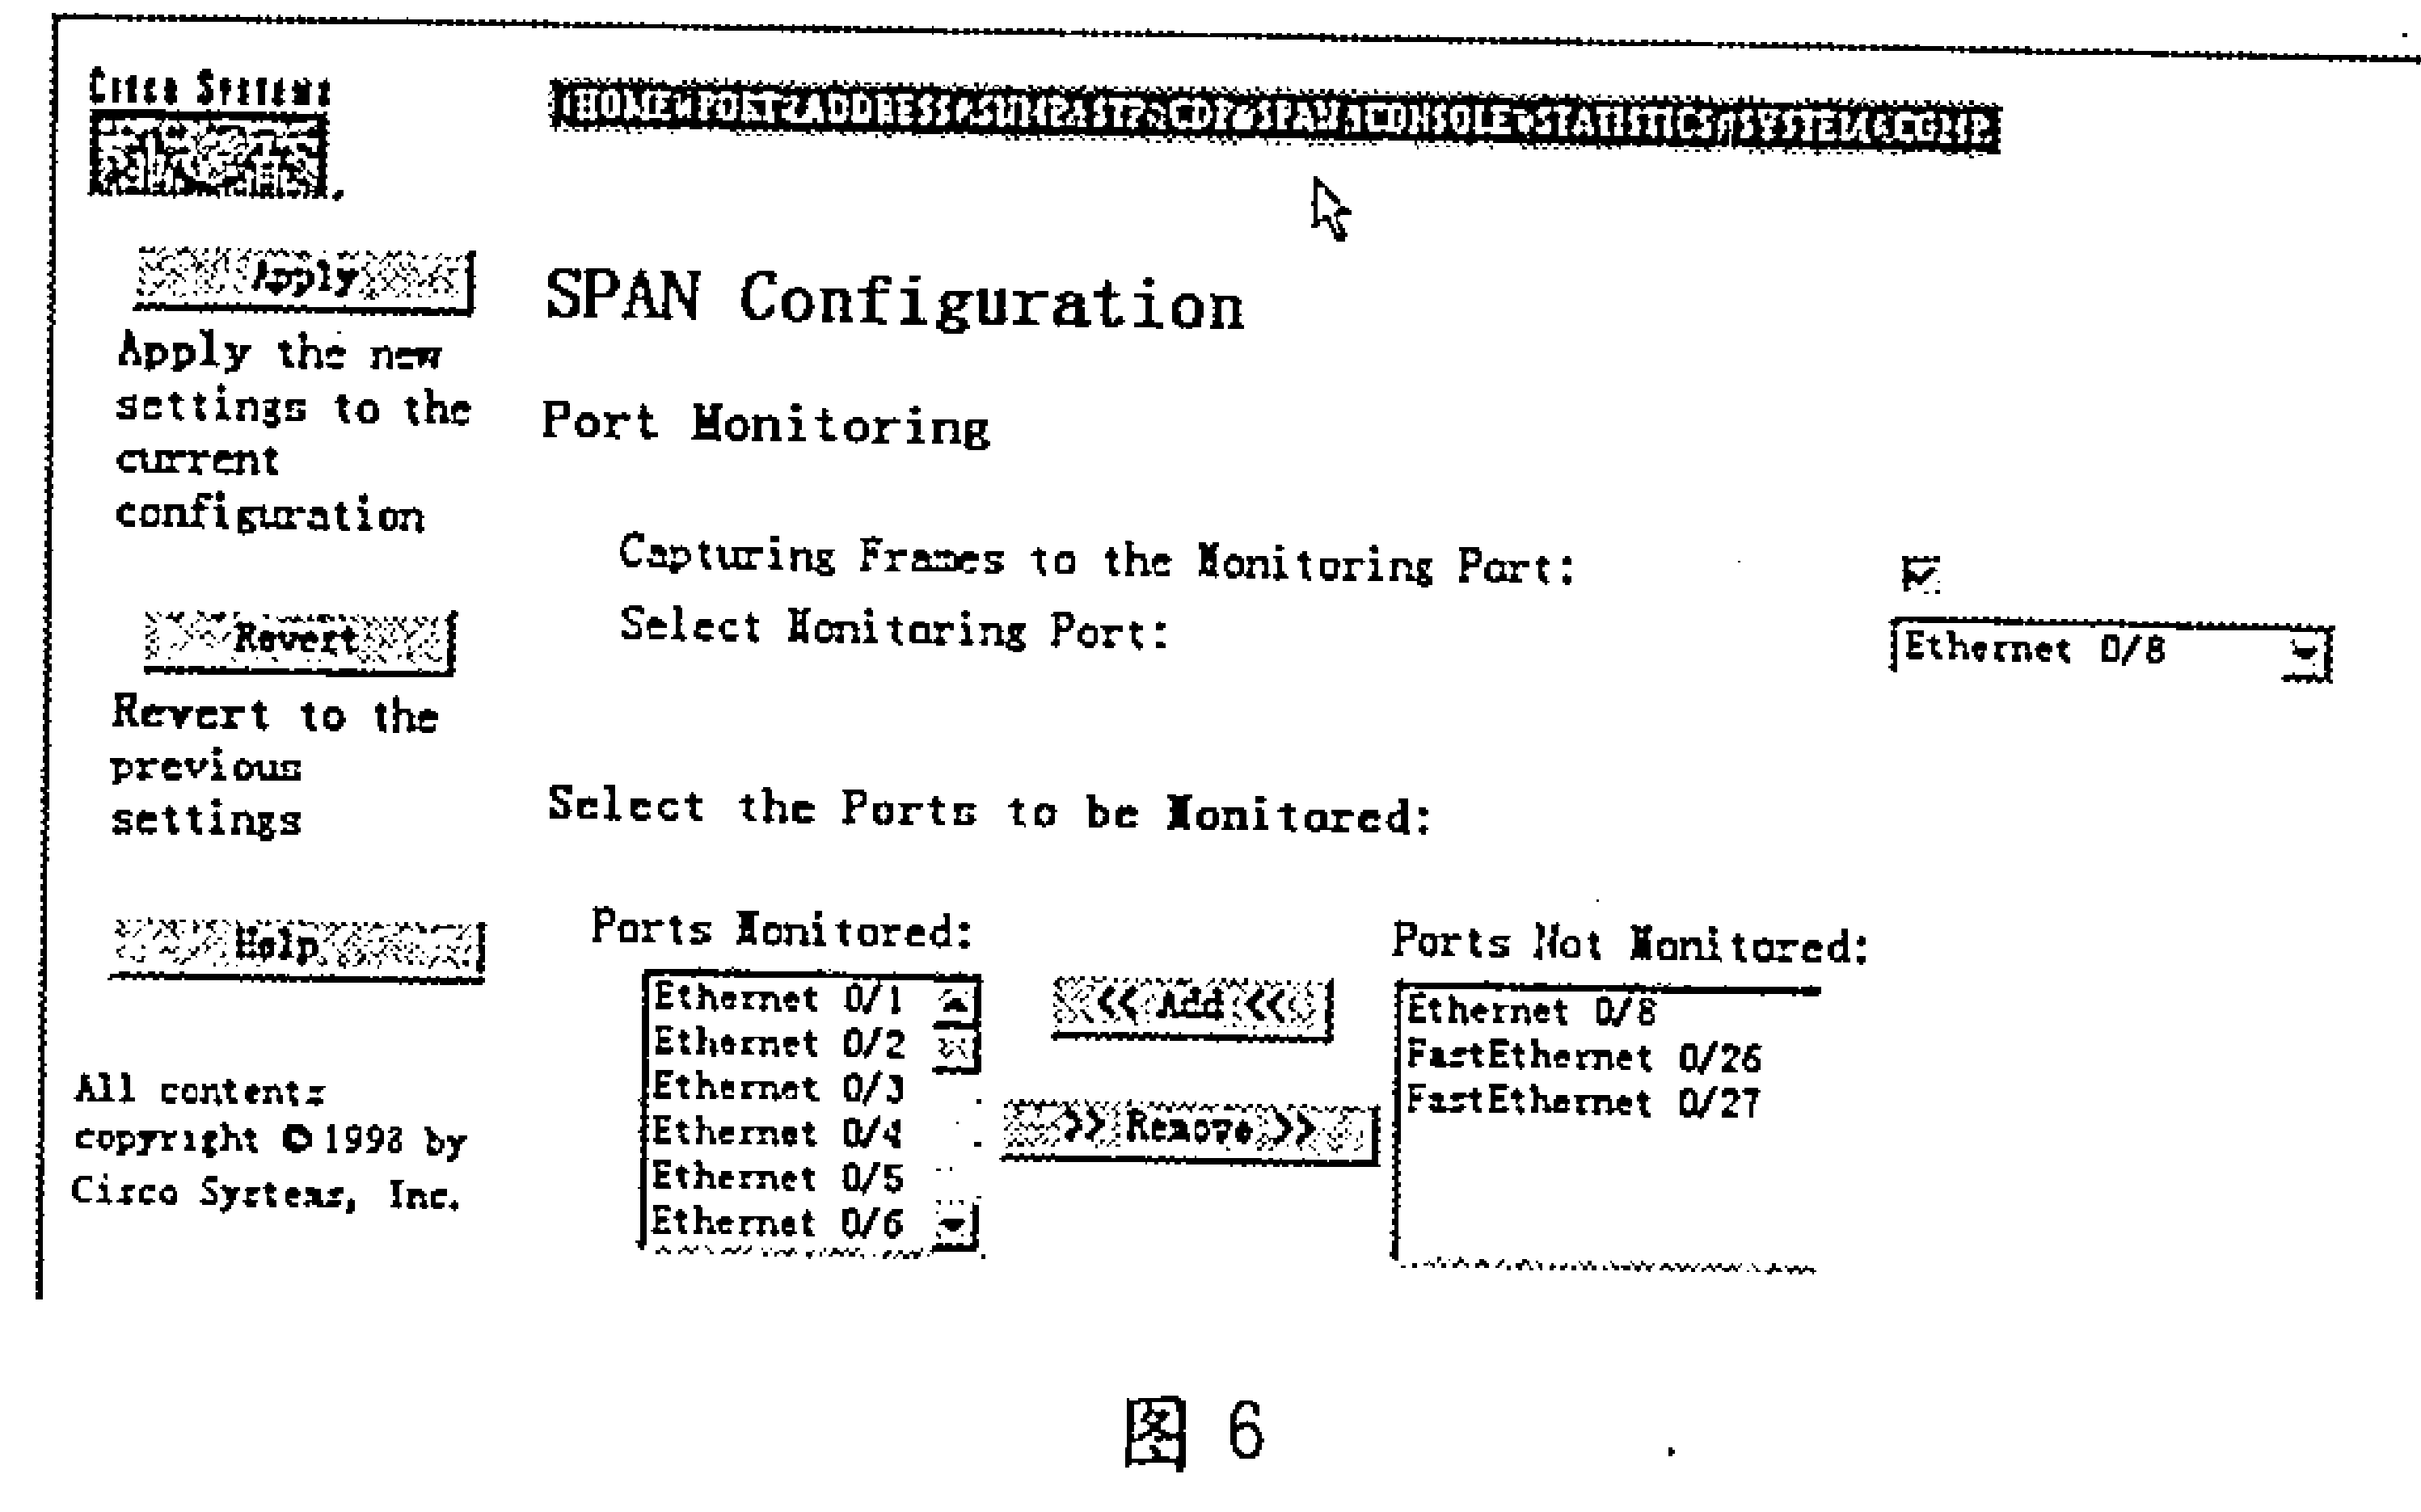 Cisco Systems
HOME PORT ADDRESS SNMP STP CDP SPAN CONSOLE STATISTICS SYSTEM CGMP
Apply
Apply the new
settings to the
current
configuration
Revert
Revert to the
previous
settings
Help
All contents
copyright © 1998 by
Cisco Systems, Inc.
SPAN Configuration
Port Monitoring
Capturing Frames to the Monitoring Port:
Select Monitoring Port:
Ethernet 0/8
Select the Ports to be Monitored:
Ports Monitored:
Ethernet 0/1
Ethernet 0/2
Ethernet 0/3
Ethernet 0/4
Ethernet 0/5
Ethernet 0/6
<< Add <<
>> Remove >>
Ports Not Monitored:
Ethernet 0/8
FastEthernet 0/26
FastEthernet 0/27
图 6